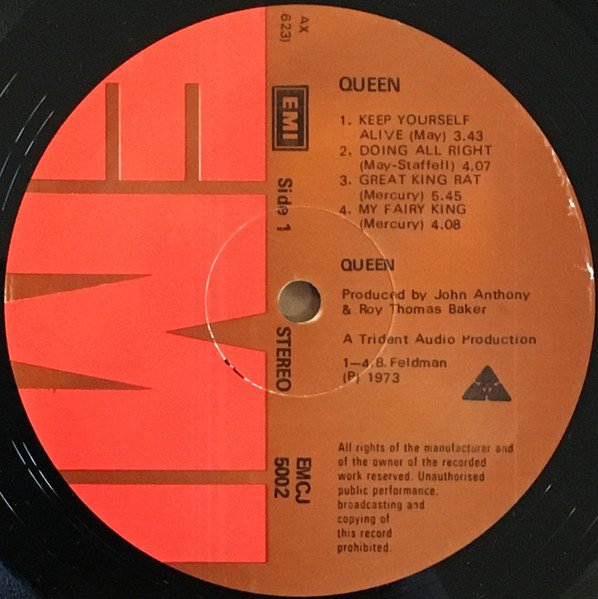 QUEEN
1. KEEP YOURSELF
ALIVE (May) 3.43
2. DOING ALL RIGHT
(May-Staffell) 4.07
3. GREAT KING RAT
(Mercury) 5.45
4. MY FAIRY KING
(Mercury) 4.08
QUEEN
Produced by John Anthony
& Roy Thomas Baker
A Trident Audio Production
1—4.B.Feldman
(P) 1973
All rights of the manufacturer and
of the owner of the recorded
work reserved. Unauthorised
public performance,
broadcasting and
copying of
this record
prohibited.
AX
6231
EMI
Side 1
STEREO
EMCJ
5002
EMI